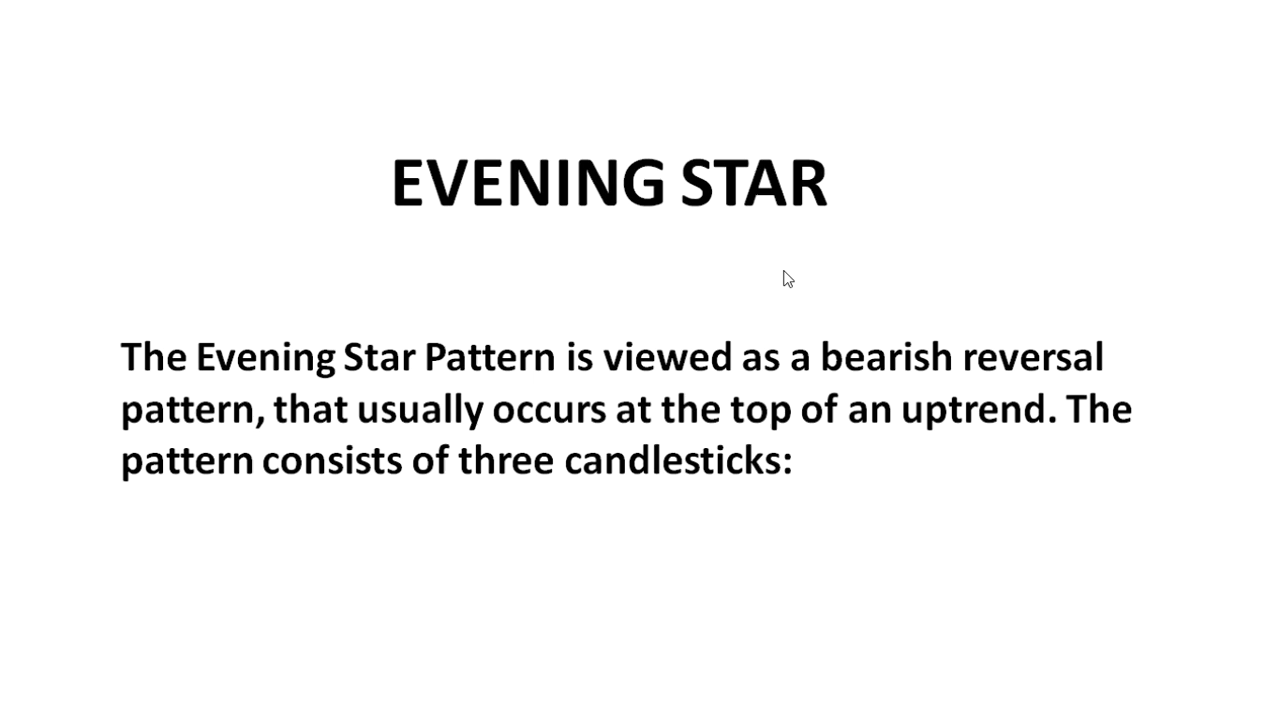 EVENING STAR
The Evening Star Pattern is viewed as a bearish reversal
pattern, that usually occurs at the top of an uptrend. The
pattern consists of three candlesticks: